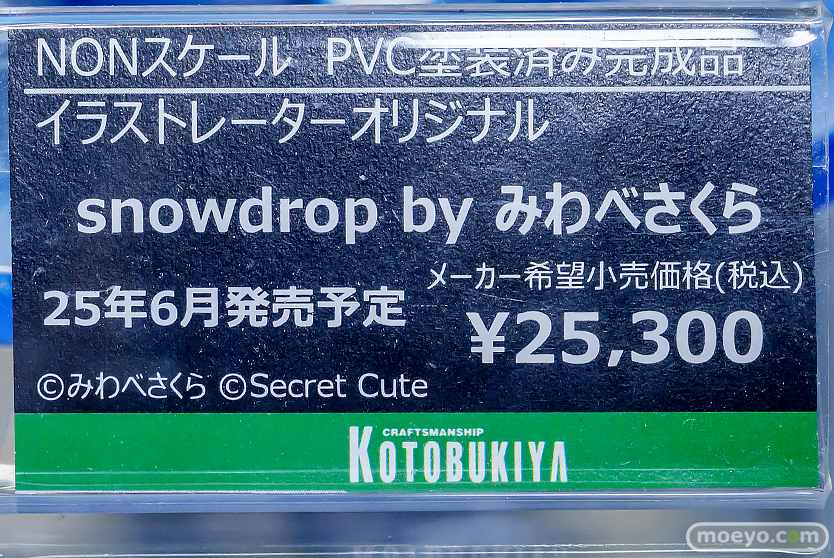 NONスケール PVC塗装済み完成品
イラストレーターオリジナル
snowdrop by みわべさくら
メーカー希望小売価格(税込)
25年6月発売予定
¥25,300
©みわべさくら ©Secret Cute
CRAFTSMANSHIP
KOTOBUKIYA
moeyo.com